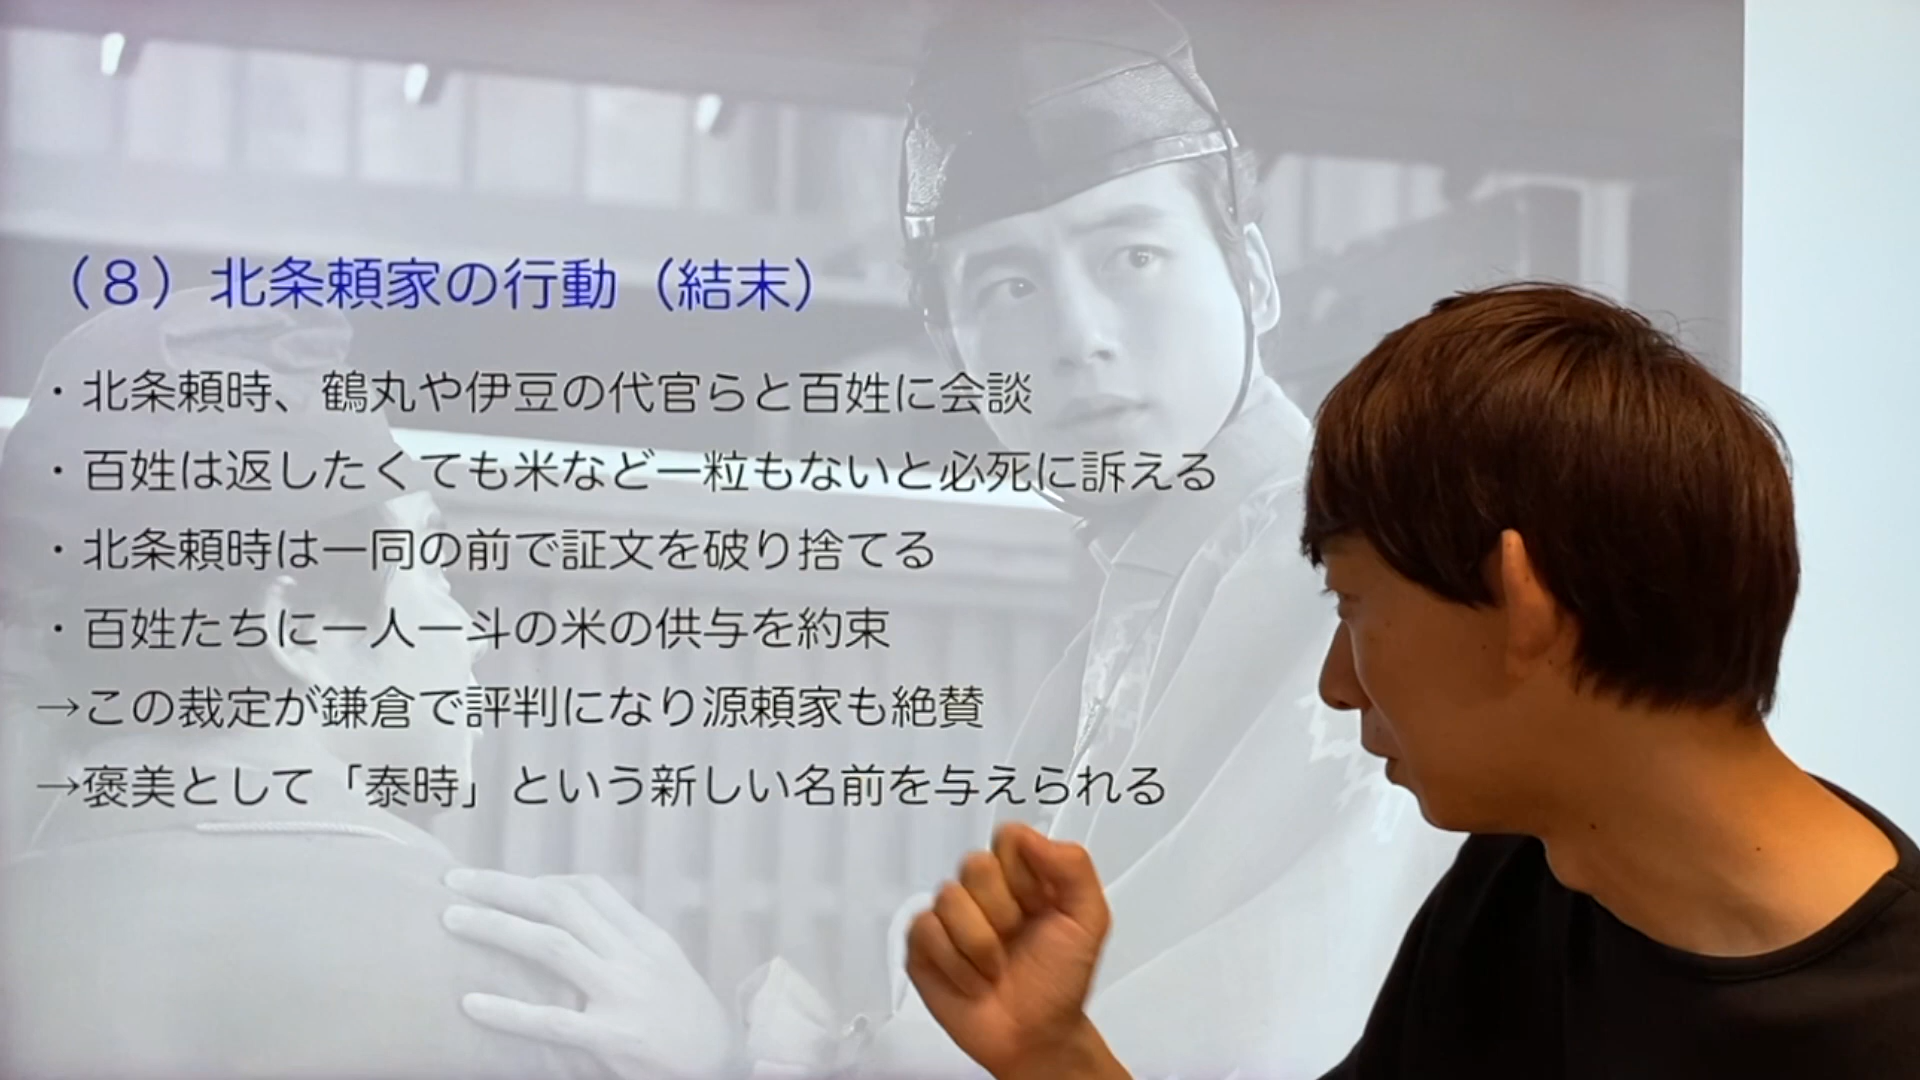 （８）北条頼家の行動（結末）
・北条頼時、鶴丸や伊豆の代官らと百姓に会談
・百姓は返したくても米など一粒もないと必死に訴える
・北条頼時は一同の前で証文を破り捨てる
・百姓たちに一人一斗の米の供与を約束
→この裁定が鎌倉で評判になり源頼家も絶賛
→褒美として「泰時」という新しい名前を与えられる